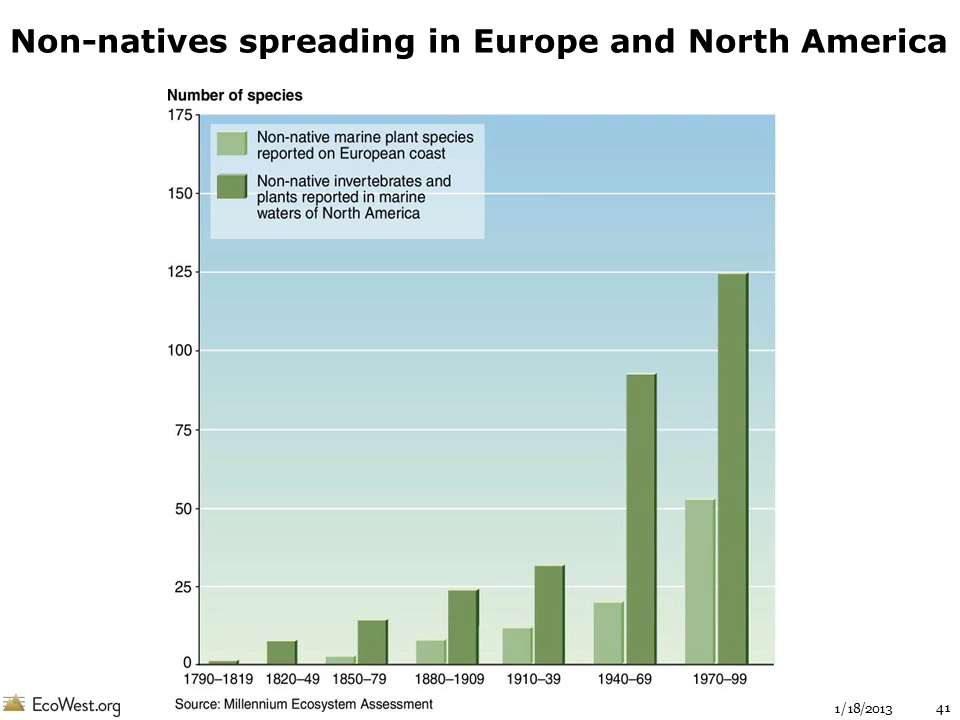 Non-natives spreading in Europe and North America
Number of species
175
Non-native marine plant species
reported on European coast
Non-native invertebrates and
plants reported in marine
waters of North America
150
125
100
75
50
25
0
1790–1819 1820–49 1850–79 1880–1909 1910–39 1940–69 1970–99
EcoWest.org
Source: Millennium Ecosystem Assessment
1/18/2013
41